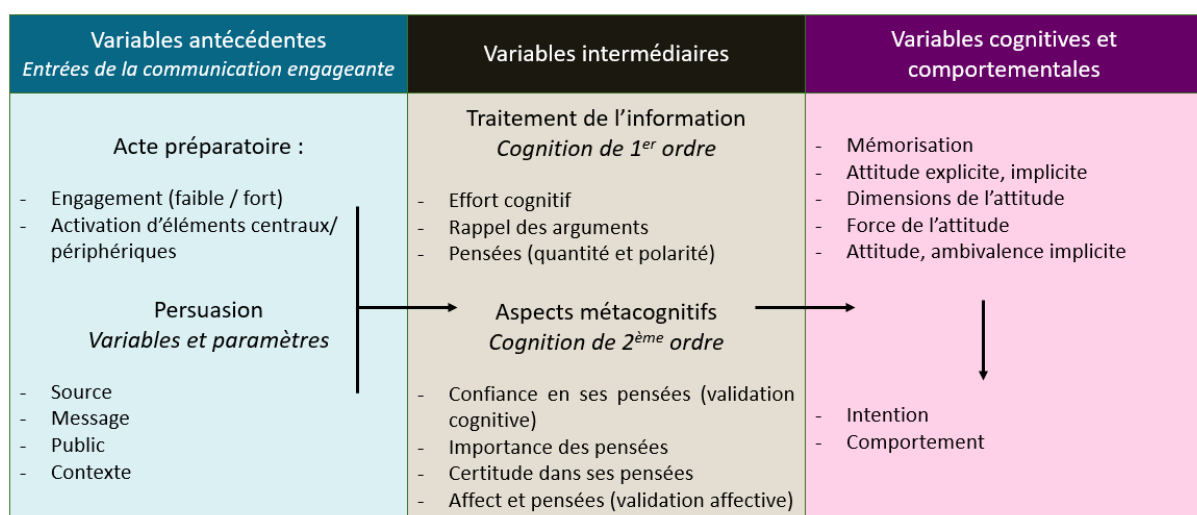 Variables antécédentes
Entrées de la communication engageante
Acte préparatoire :
- Engagement (faible / fort)
- Activation d’éléments centraux/
périphériques
Persuasion
Variables et paramètres
- Source
- Message
- Public
- Contexte
Variables intermédiaires
Traitement de l’information
Cognition de 1er ordre
- Effort cognitif
- Rappel des arguments
- Pensées (quantité et polarité)
Aspects métacognitifs
Cognition de 2ème ordre
- Confiance en ses pensées (validation
cognitive)
- Importance des pensées
- Certitude dans ses pensées
- Affect et pensées (validation affective)
Variables cognitives et
comportementales
- Mémorisation
- Attitude explicite, implicite
- Dimensions de l’attitude
- Force de l’attitude
- Attitude, ambivalence implicite
- Intention
- Comportement